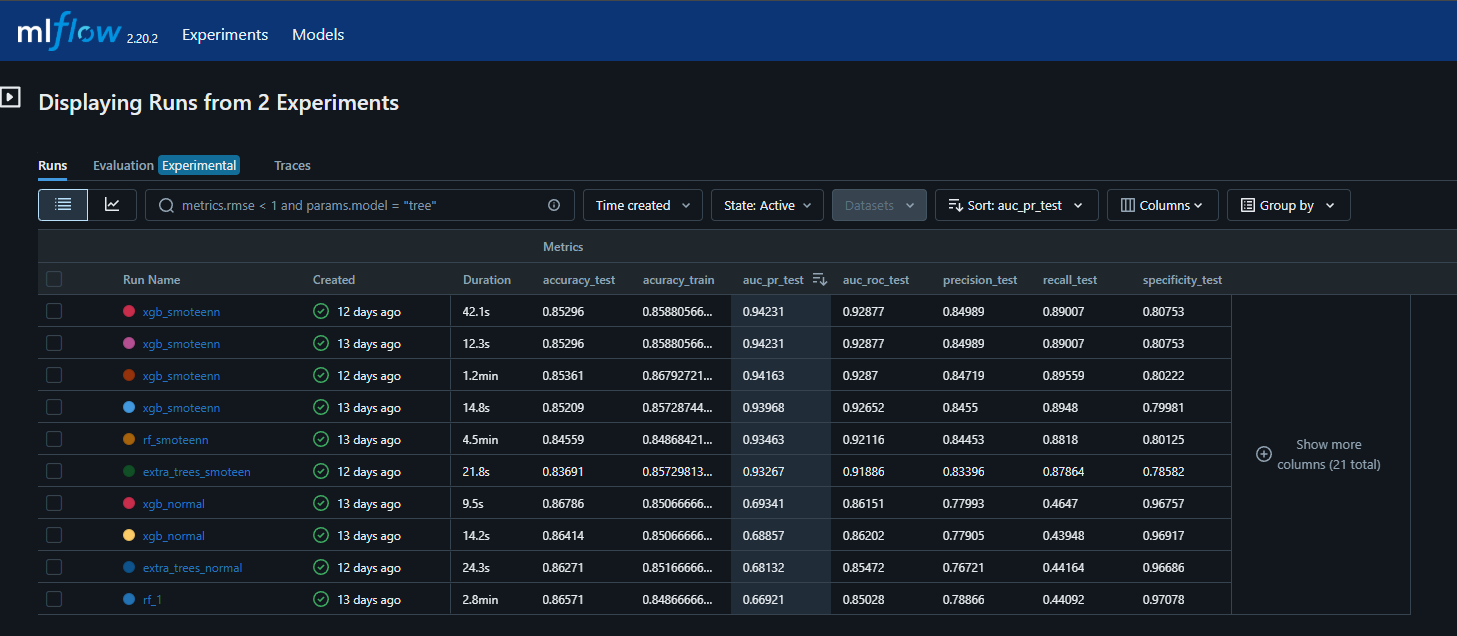 mlflow 2.20.2 Experiments Models
Displaying Runs from 2 Experiments
Runs Evaluation Experimental Traces
metrics.rmse < 1 and params.model = "tree" Time created State: Active Datasets Sort: auc_pr_test Columns Group by
Metrics
Run Name Created Duration accuracy_test acuracy_train auc_pr_test auc_roc_test precision_test recall_test specificity_test
xgb_smoteenn 12 days ago 42.1s 0.85296 0.85880566... 0.94231 0.92877 0.84989 0.89007 0.80753
xgb_smoteenn 13 days ago 12.3s 0.85296 0.85880566... 0.94231 0.92877 0.84989 0.89007 0.80753
xgb_smoteenn 12 days ago 1.2min 0.85361 0.86792721... 0.94163 0.9287 0.84719 0.89559 0.80222
xgb_smoteenn 13 days ago 14.8s 0.85209 0.85728744... 0.93968 0.92652 0.8455 0.8948 0.79981
rf_smoteenn 13 days ago 4.5min 0.84559 0.84868421... 0.93463 0.92116 0.84453 0.8818 0.80125
extra_trees_smoteen 12 days ago 21.8s 0.83691 0.85729813... 0.93267 0.91886 0.83396 0.87864 0.78582
xgb_normal 13 days ago 9.5s 0.86786 0.85066666... 0.69341 0.86151 0.77993 0.4647 0.96757
xgb_normal 13 days ago 14.2s 0.86414 0.85066666... 0.68857 0.86202 0.77905 0.43948 0.96917
extra_trees_normal 12 days ago 24.3s 0.86271 0.85166666... 0.68132 0.85472 0.76721 0.44164 0.96686
rf_1 13 days ago 2.8min 0.86571 0.84866666... 0.66921 0.85028 0.78866 0.44092 0.97078
Show more
columns (21 total)